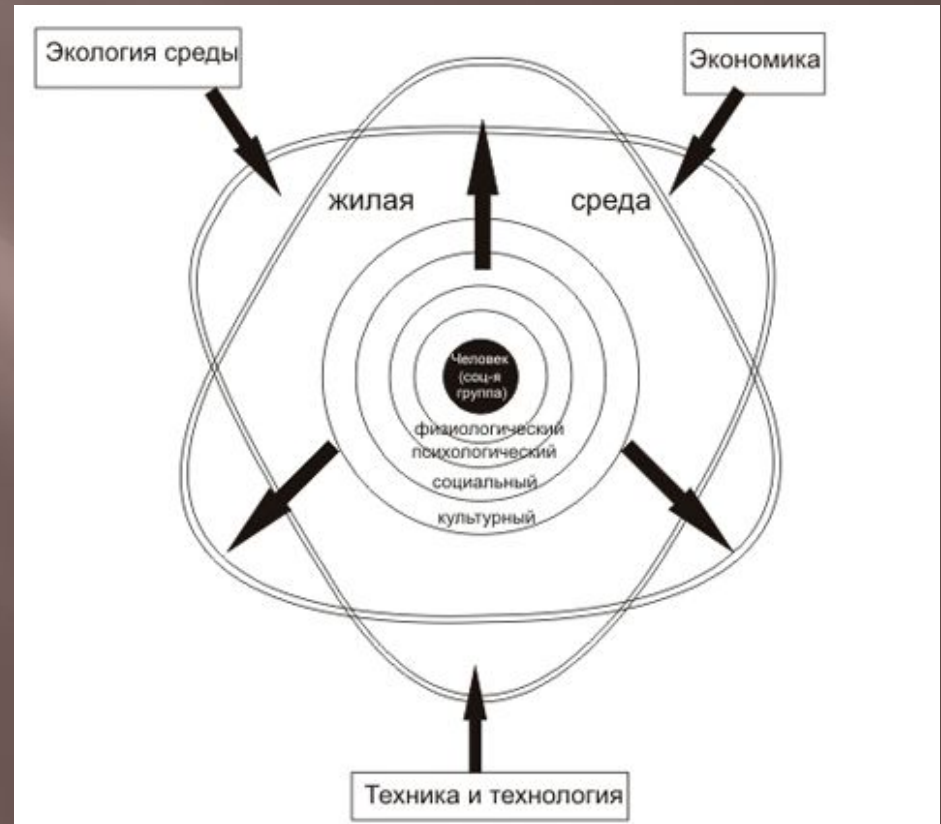 Экология среды
Экономика
жилая среда
Человек
(соц-я
группа)
физиологический
психологический
социальный
культурный
Техника и технология